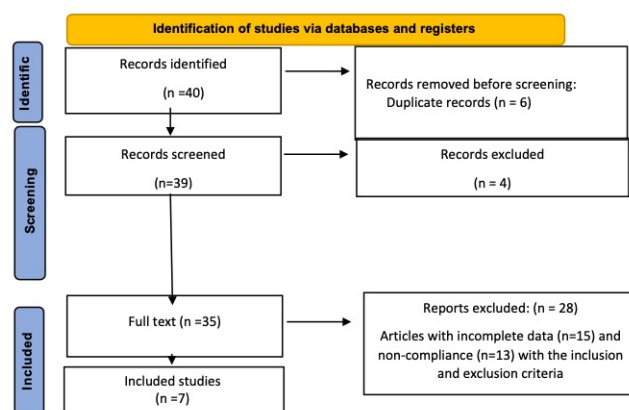 Identification of studies via databases and registers
Identific
Records identified
(n =40)
Records removed before screening:
Duplicate records (n = 6)
Screening
Records screened
(n=39)
Records excluded
(n = 4)
Included
Full text (n =35)
Reports excluded: (n = 28)
Articles with incomplete data (n=15) and
non-compliance (n=13) with the inclusion
and exclusion criteria
Included studies
(n =7)